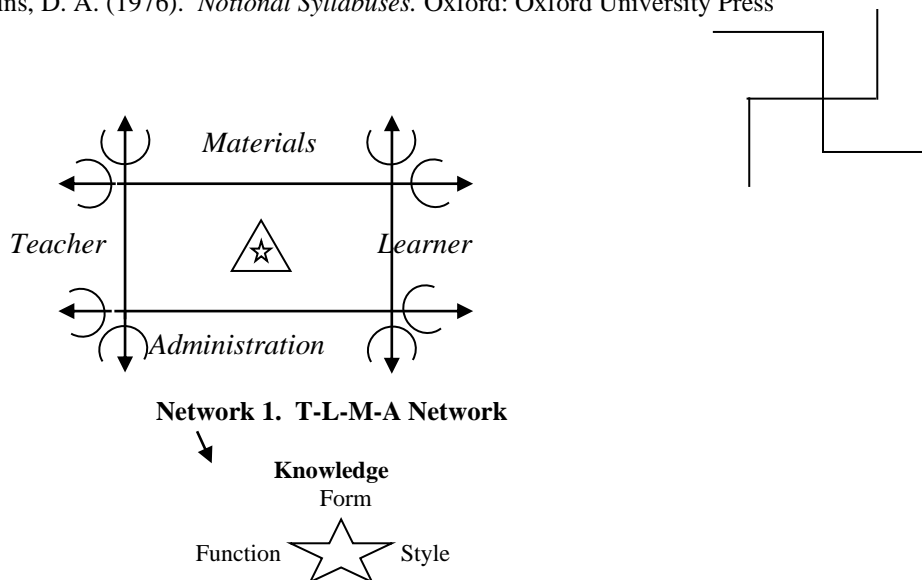 ins, D. A. (1976). Notional Syllabuses. Oxford: Oxford University Press
Materials
Teacher
Learner
Administration
Network 1. T-L-M-A Network
Knowledge
Form
Function
Style